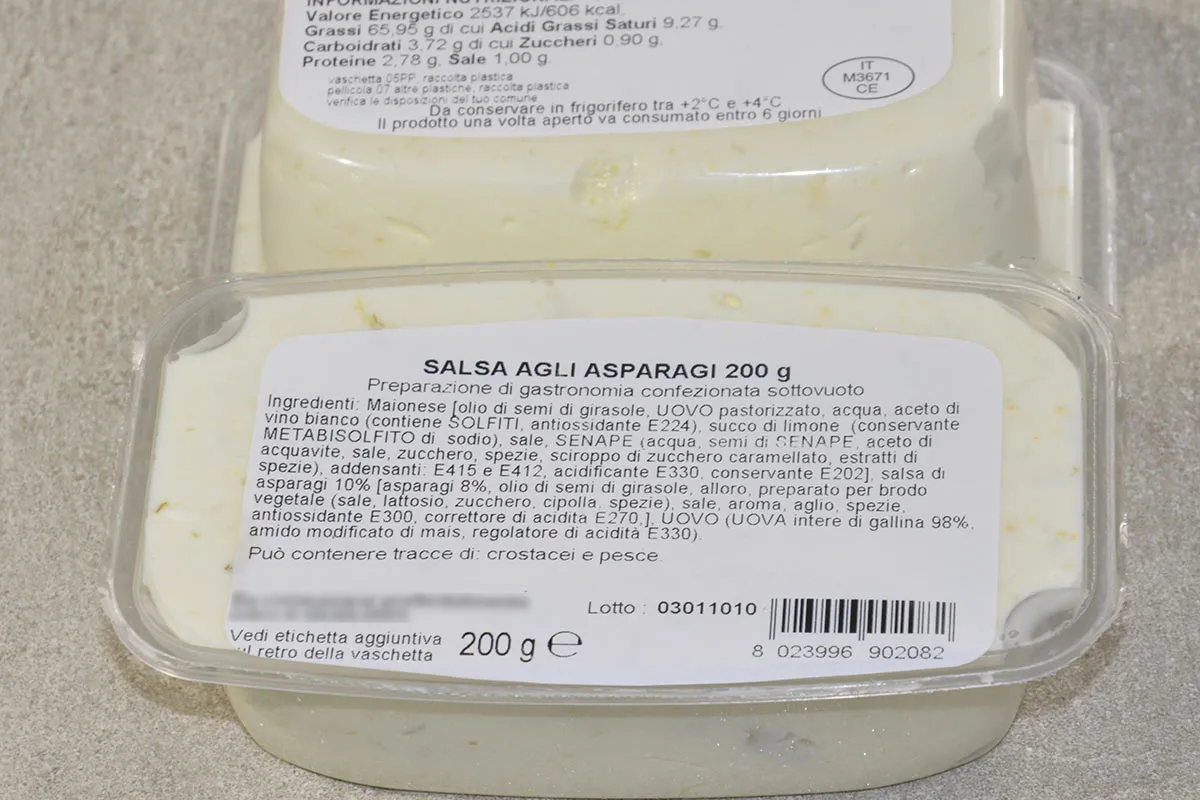 INFORMAZIONI NUTRIZIONALI
Valore Energetico 2537 kJ/606 kcal,
Grassi 65,95 g di cui Acidi Grassi Saturi 9,27 g.
Carboidrati 3,72 g di cui Zuccheri 0,90 g,
Proteine 2,78 g, Sale 1,00 g.
vaschetta 05PP, raccolta plastica
pellicola 07 altre plastiche, raccolta plastica
verifica le disposizioni del tuo comune
IT
M3671
CE
Da conservare in frigorifero tra +2°C e +4°C
Il prodotto una volta aperto va consumato entro 6 giorni
SALSA AGLI ASPARAGI 200 g
Preparazione di gastronomia confezionata sottovuoto
Ingredienti: Maionese [olio di semi di girasole, UOVO pastorizzato, acqua, aceto di
vino bianco (contiene SOLFITI, antiossidante E224), succo di limone (conservante
METABISOLFITO di sodio), sale, SENAPE (acqua, semi di SENAPE, aceto di
acquavite, sale, zucchero, spezie, sciroppo di zucchero caramellato, estratti di
spezie), addensanti: E415 e E412, acidificante E330, conservante E202], salsa di
asparagi 10% [asparagi 8%, olio di semi di girasole, alloro, preparato per brodo
vegetale (sale, lattosio, zucchero, cipolla, spezie), sale, aroma, aglio, spezie,
antiossidante E300, correttore di acidita E270,], UOVO (UOVA intere di gallina 98%,
amido modificato di mais, regolatore di acidità E330).
Può contenere tracce di: crostacei e pesce.
Lotto : 03011010
Vedi etichetta aggiuntiva
sul retro della vaschetta
200 g ℮
8 023996 902082